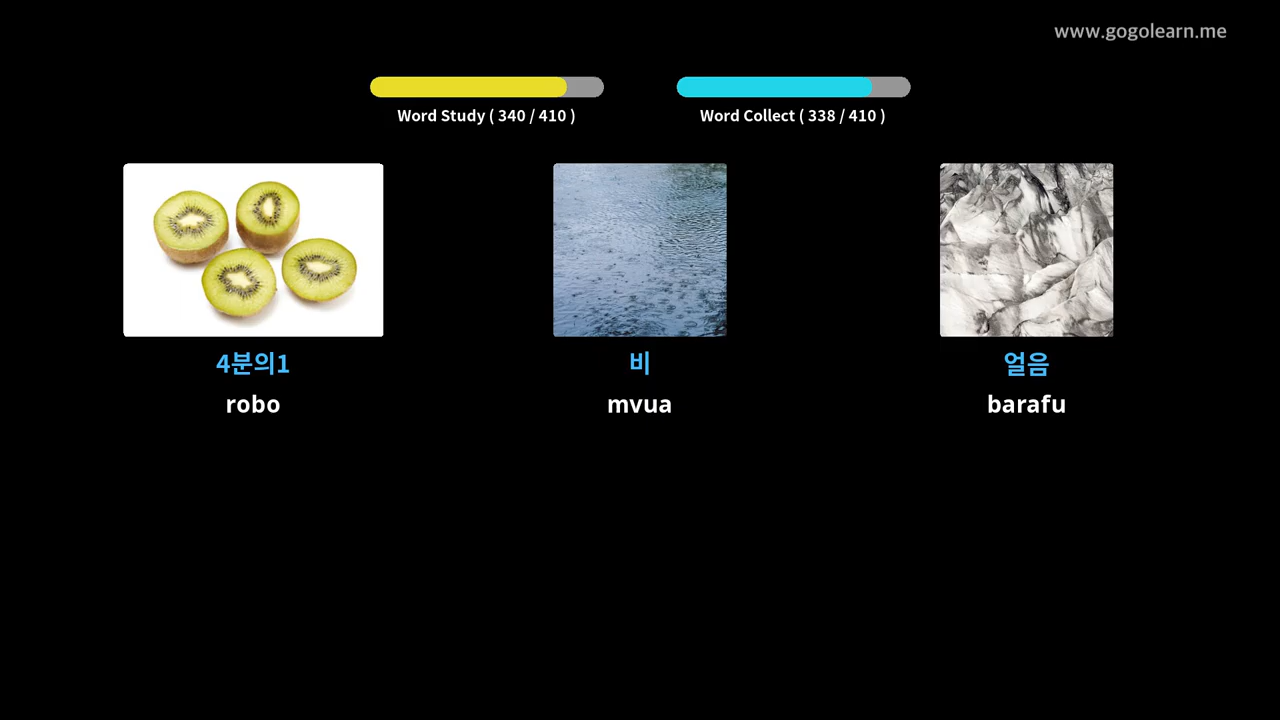 www.gogolearn.me
Word Study ( 340 / 410 )
Word Collect ( 338 / 410 )
4분의1
비
얼음
robo
mvua
barafu